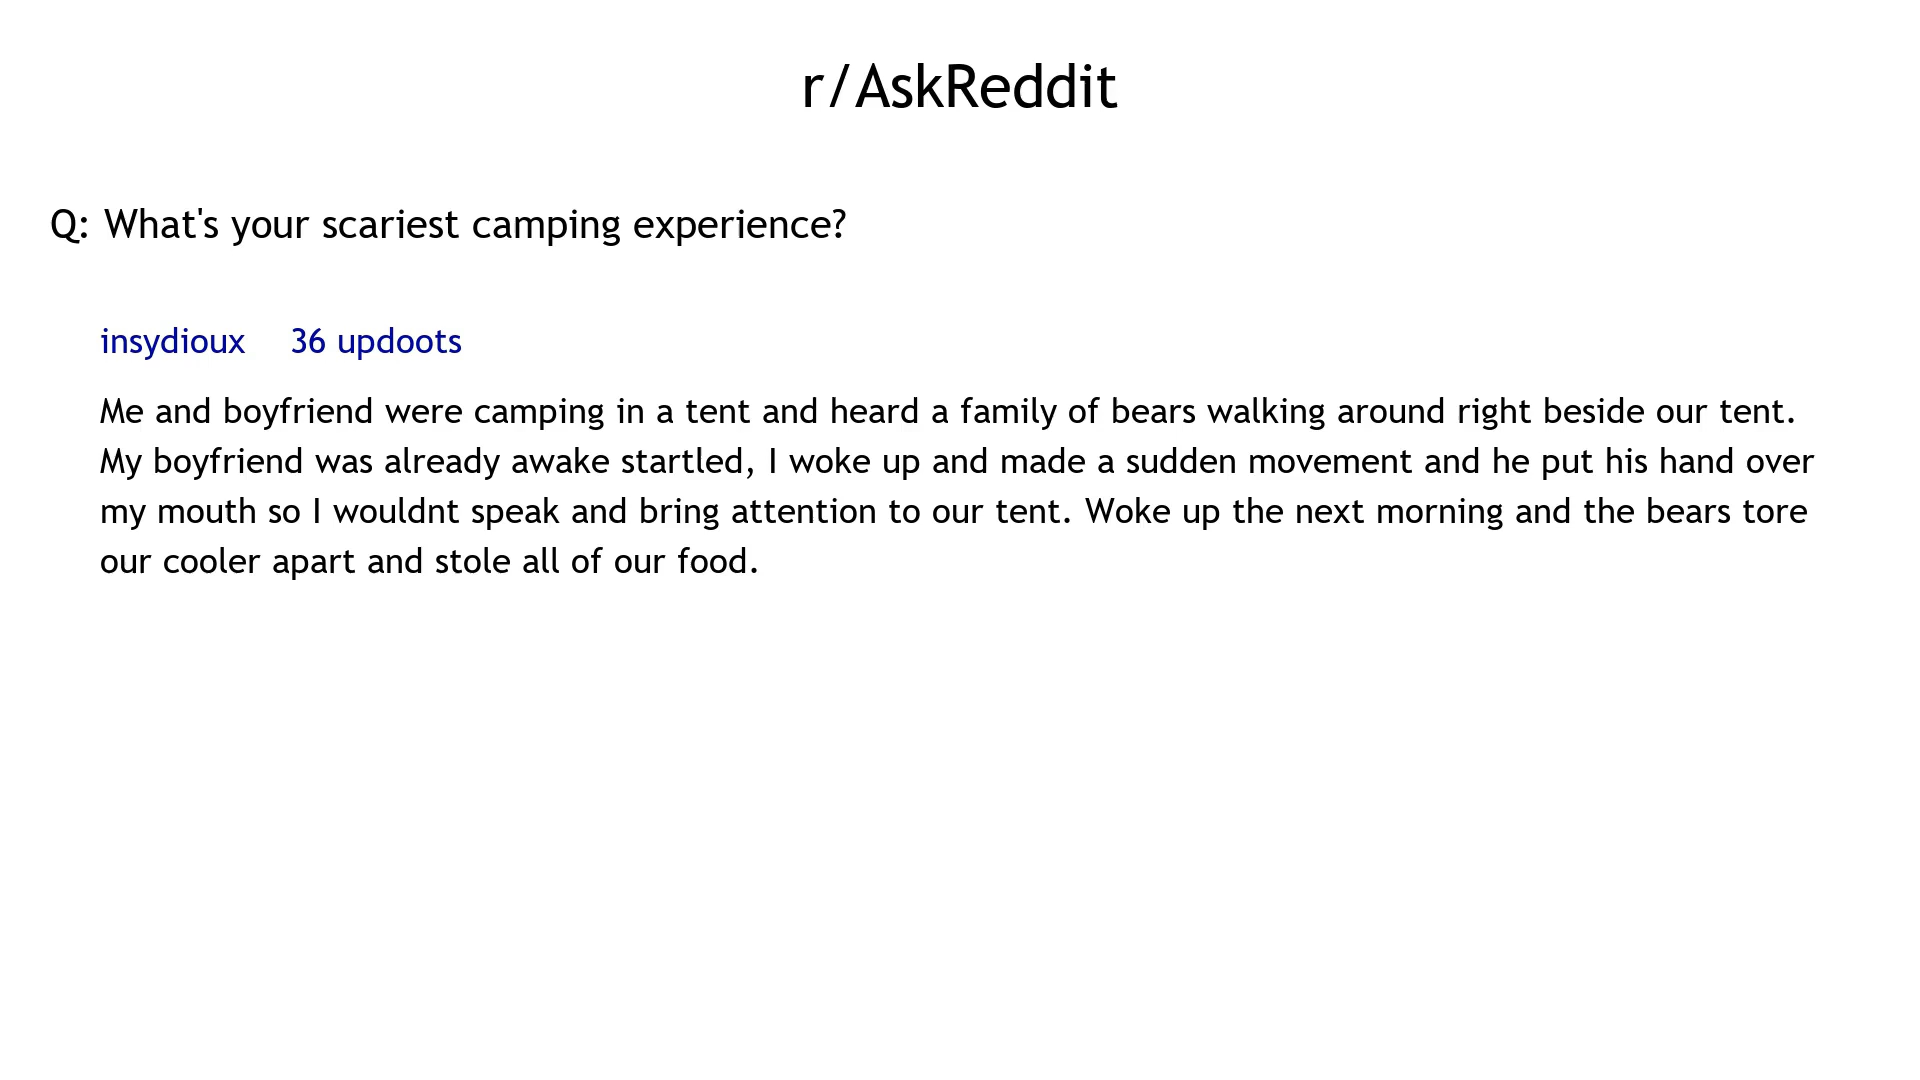 r/AskReddit
Q: What's your scariest camping experience?
insydioux 36 updoots
Me and boyfriend were camping in a tent and heard a family of bears walking around right beside our tent.
My boyfriend was already awake startled, I woke up and made a sudden movement and he put his hand over
my mouth so I wouldnt speak and bring attention to our tent. Woke up the next morning and the bears tore
our cooler apart and stole all of our food.